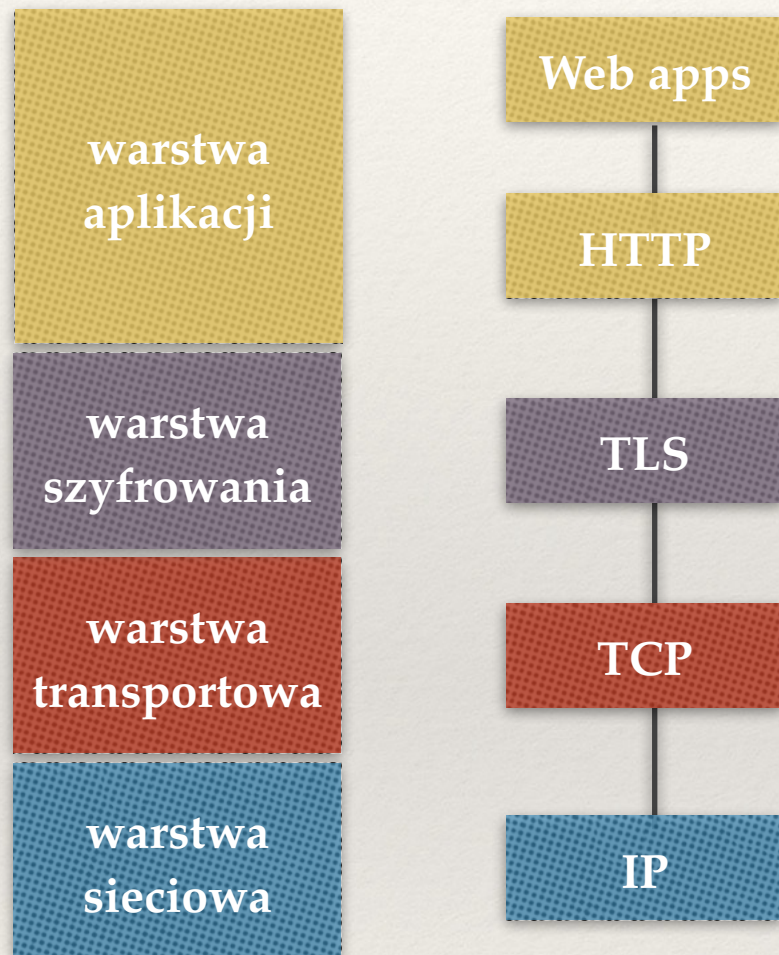 warstwa
aplikacji
warstwa
szyfrowania
warstwa
transportowa
warstwa
sieciowa
Web apps
HTTP
TLS
TCP
IP